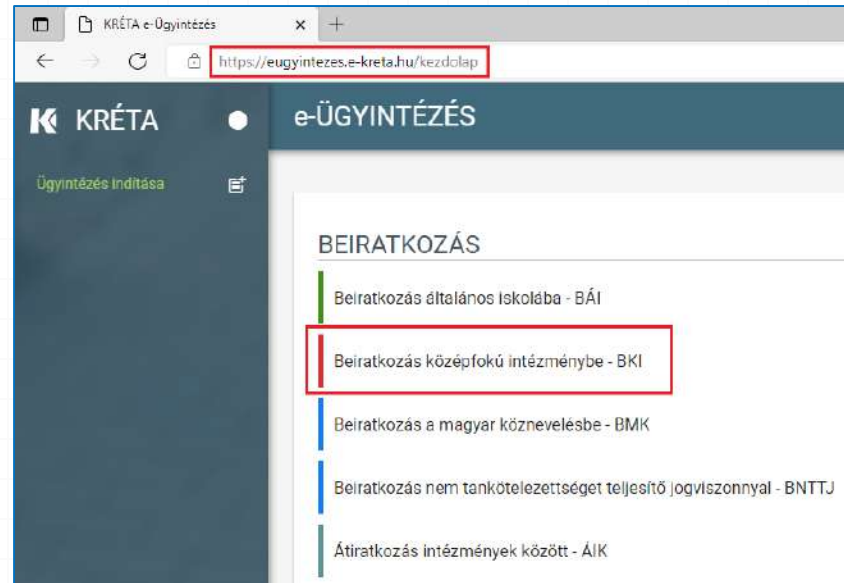 KRÉTA e-Ügyintézés
https://eugyintezes.e-kreta.hu/kezdolap
KRÉTA
e-ÜGYINTÉZÉS
Ügyintézés indítása
BEIRATKOZÁS
Beiratkozás általános iskolába - BÁI
Beiratkozás középfokú intézménybe - BKI
Beiratkozás a magyar köznevelésbe - BMK
Beiratkozás nem tankötelezettséget teljesítő jogviszonnyal - BNTTJ
Átiratkozás intézmények között - ÁIK